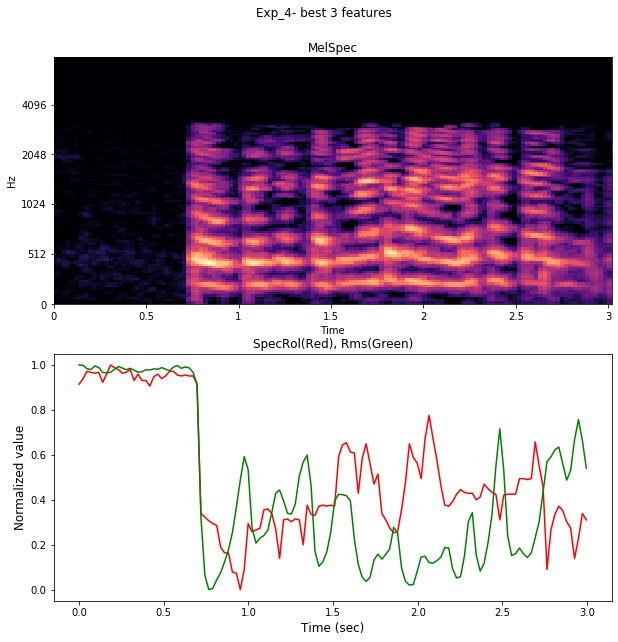 Exp_4- best 3 features
MelSpec
4096
2048
1024
512
0
Hz
0 0.5 1 1.5 2 2.5 3
Time
SpecRol(Red), Rms(Green)
1.0
0.8
0.6
0.4
0.2
0.0
Normalized value
0.0 0.5 1.0 1.5 2.0 2.5 3.0
Time (sec)